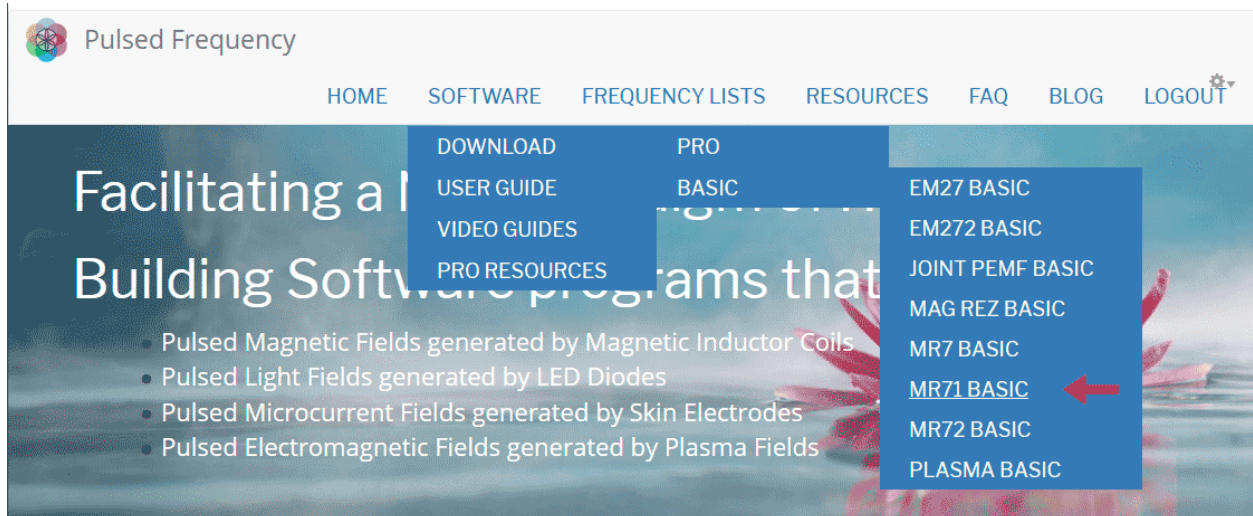 Pulsed Frequency
HOME SOFTWARE FREQUENCY LISTS RESOURCES FAQ BLOG LOGOUT
DOWNLOAD
USER GUIDE
VIDEO GUIDES
PRO RESOURCES
PRO
BASIC
EM27 BASIC
EM272 BASIC
JOINT PEMF BASIC
MAG REZ BASIC
MR7 BASIC
MR71 BASIC
MR72 BASIC
PLASMA BASIC
Facilitating a
Building programs that
Pulsed Magnetic Fields generated by Magnetic Inductor Coils
Pulsed Light Fields generated by LED Diodes
Pulsed Microcurrent Fields generated by Skin Electrodes
Pulsed Electromagnetic Fields generated by Plasma Fields